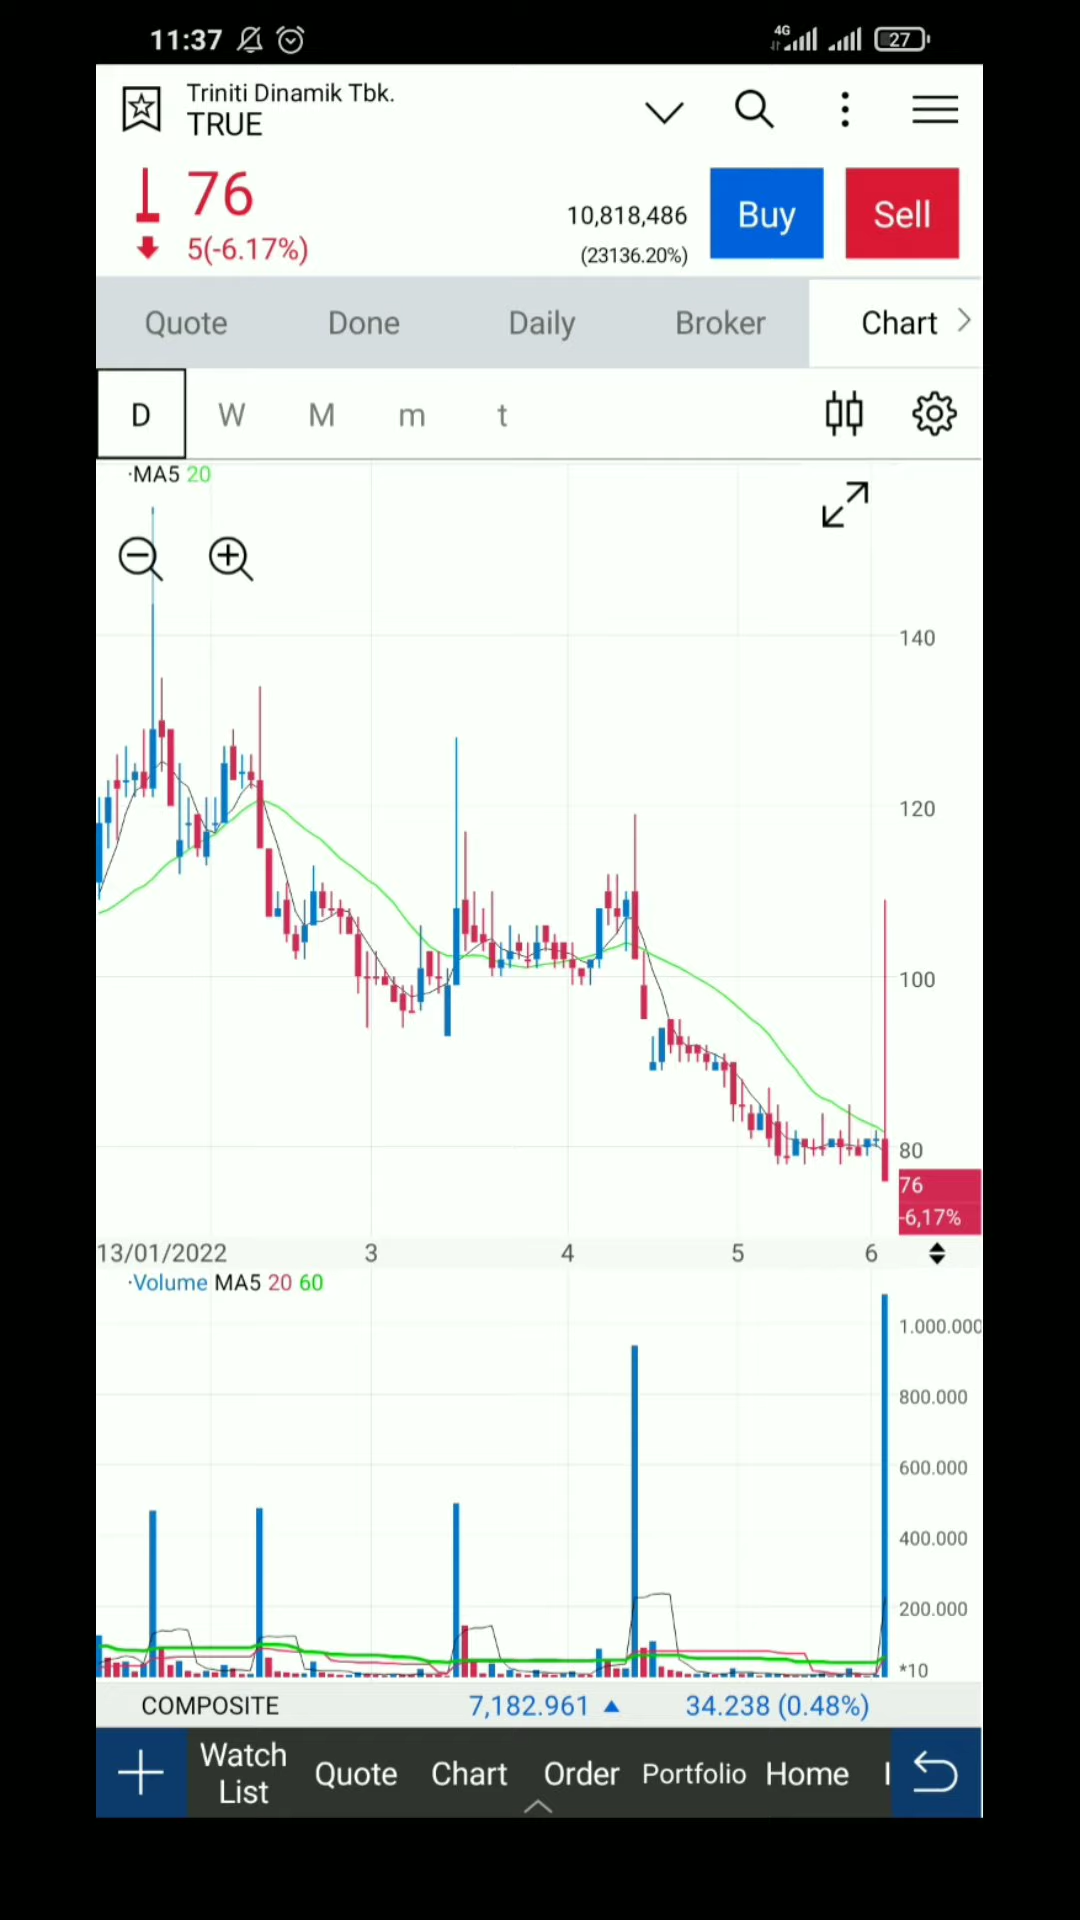 11:37 4G 27
Triniti Dinamik Tbk.
TRUE
76
5(-6.17%)
10,818,486
(23136.20%)
Buy
Sell
Quote Done Daily Broker Chart
D W M m t
·MA5 20
140
120
100
80
76
-6,17%
13/01/2022 3 4 5 6
·Volume MA5 20 60
1.000.000
800.000
600.000
400.000
200.000
*10
COMPOSITE 7,182.961 ▲ 34.238 (0.48%)
Watch List Quote Chart Order Portfolio Home